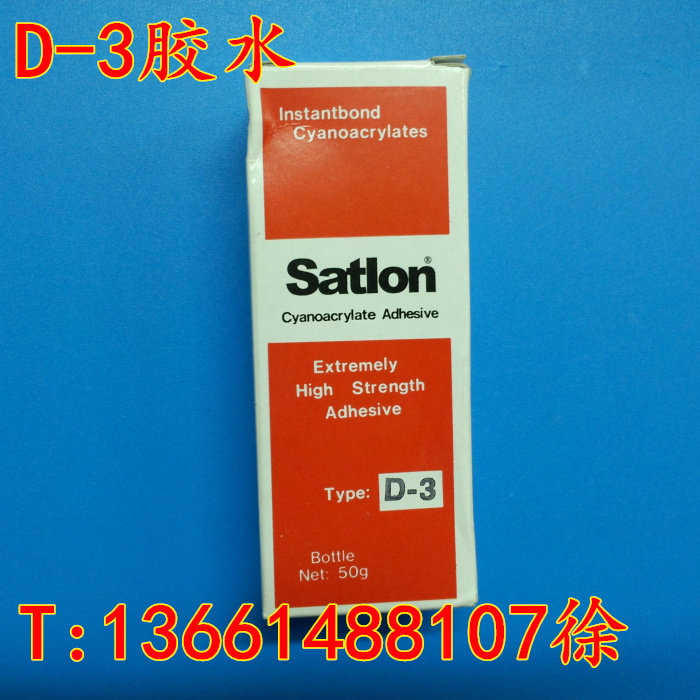 D-3胶水
Instantbond
Cyanoacrylates
Satlon®
Cyanoacrylate Adhesive
Extremely
High Strength
Adhesive
Type: D-3
Bottle
Net: 50g
T:13661488107徐